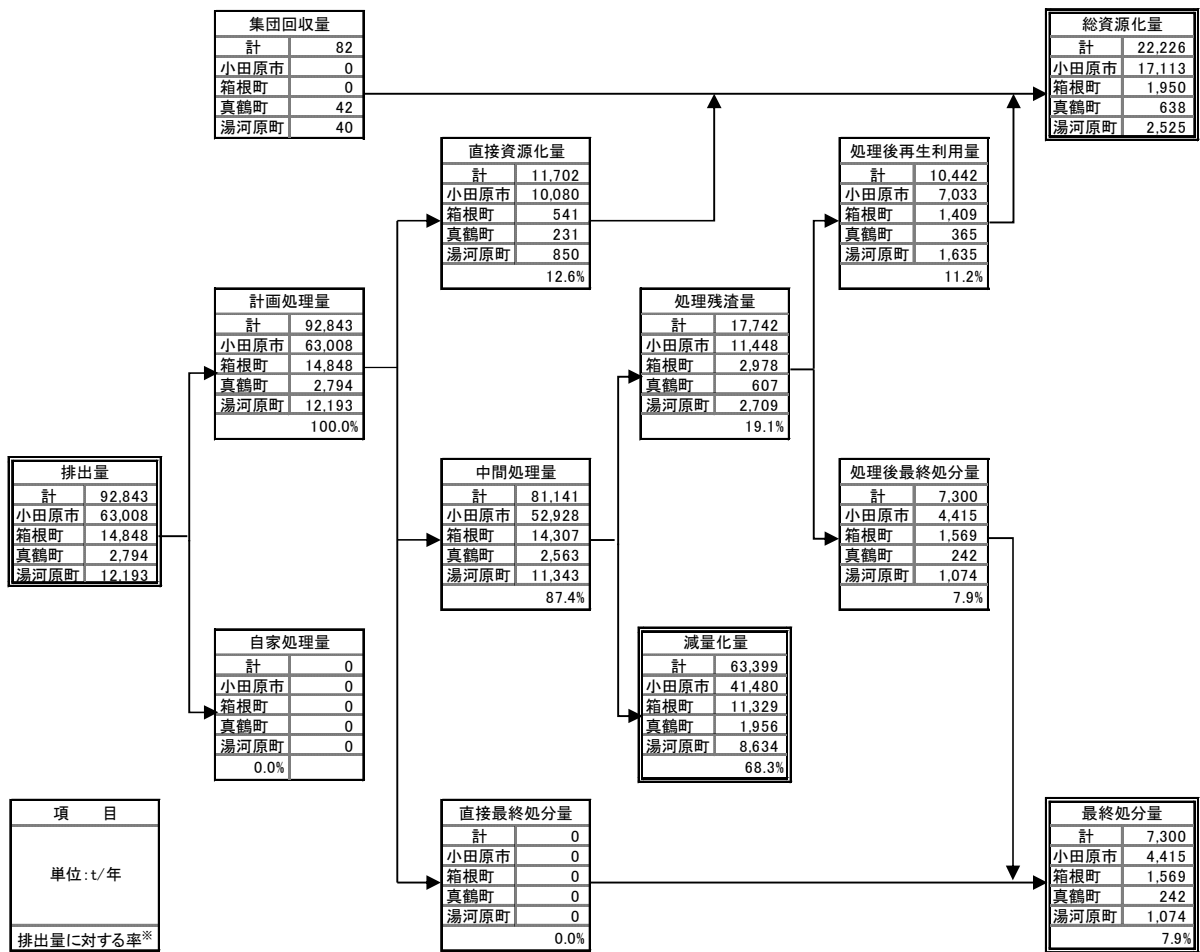 集団回収量
計 82
小田原市 0
箱根町 0
真鶴町 42
湯河原町 40
総資源化量
計 22,226
小田原市 17,113
箱根町 1,950
真鶴町 638
湯河原町 2,525
直接資源化量
計 11,702
小田原市 10,080
箱根町 541
真鶴町 231
湯河原町 850
12.6%
処理後再生利用量
計 10,442
小田原市 7,033
箱根町 1,409
真鶴町 365
湯河原町 1,635
11.2%
計画処理量
計 92,843
小田原市 63,008
箱根町 14,848
真鶴町 2,794
湯河原町 12,193
100.0%
処理残渣量
計 17,742
小田原市 11,448
箱根町 2,978
真鶴町 607
湯河原町 2,709
19.1%
排出量
計 92,843
小田原市 63,008
箱根町 14,848
真鶴町 2,794
湯河原町 12,193
中間処理量
計 81,141
小田原市 52,928
箱根町 14,307
真鶴町 2,563
湯河原町 11,343
87.4%
処理後最終処分量
計 7,300
小田原市 4,415
箱根町 1,569
真鶴町 242
湯河原町 1,074
7.9%
自家処理量
計 0
小田原市 0
箱根町 0
真鶴町 0
湯河原町 0
0.0%
減量化量
計 63,399
小田原市 41,480
箱根町 11,329
真鶴町 1,956
湯河原町 8,634
68.3%
項 目
単位:t/年
排出量に対する率※
直接最終処分量
計 0
小田原市 0
箱根町 0
真鶴町 0
湯河原町 0
0.0%
最終処分量
計 7,300
小田原市 4,415
箱根町 1,569
真鶴町 242
湯河原町 1,074
7.9%